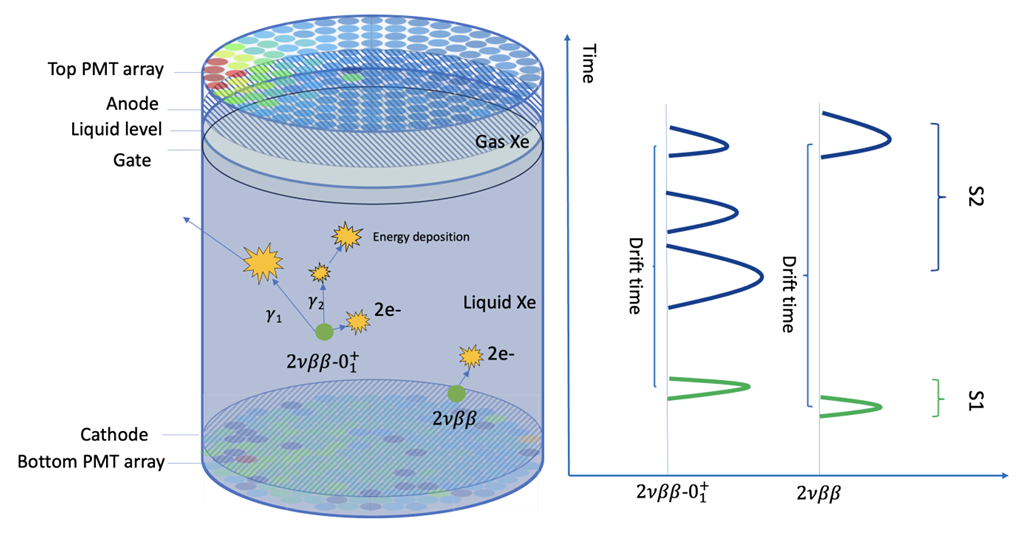 Top PMT array
Anode
Liquid level
Gate
Gas Xe
Energy deposition
Liquid Xe
γ₁
γ₂
2e-
2νββ-0₁⁺
2e-
2νββ
Cathode
Bottom PMT array
Time
Drift time
Drift time
S2
S1
2νββ-0₁⁺
2νββ